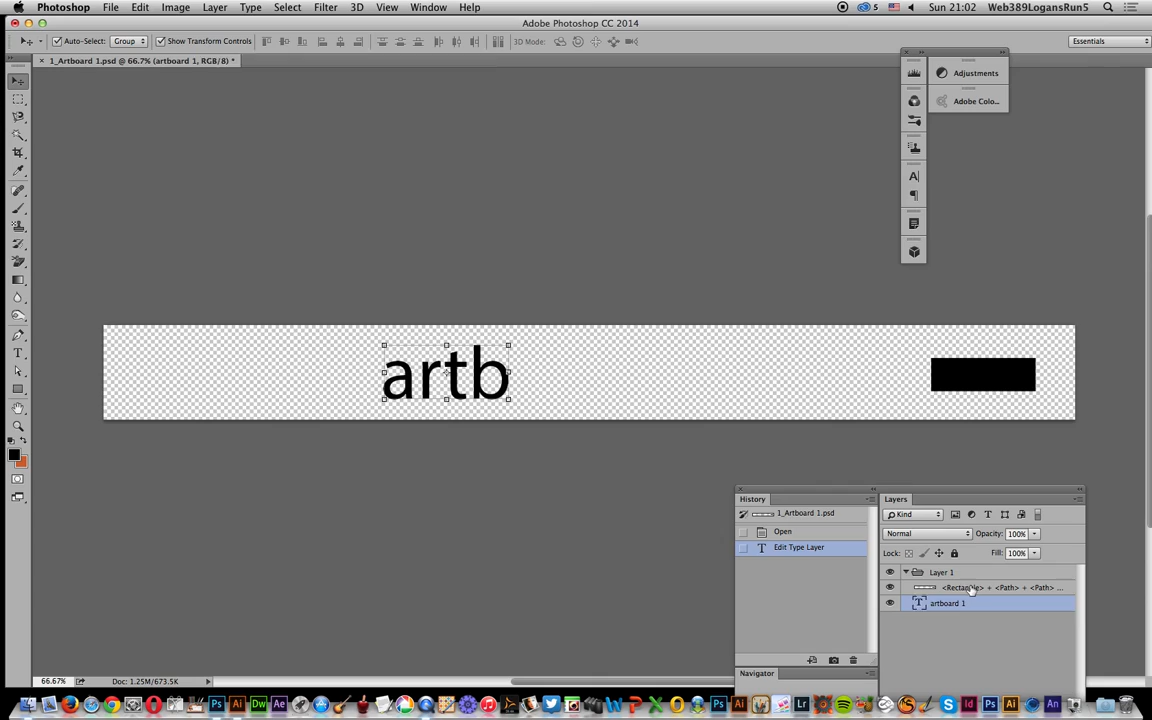 Photoshop File Edit Image Layer Type Select Filter 3D View Window Help 5 Sun 21:02 Web389LogansRun5
Adobe Photoshop CC 2014
Auto-Select: Group Show Transform Controls 3D Mode: Essentials
1_Artboard 1.psd @ 66.7% (artboard 1, RGB/8) *
Adjustments
Adobe Colo...
artb
History Layers
1_Artboard 1.psd
Kind
Open
Normal Opacity: 100%
Edit Type Layer
Lock: Fill: 100%
Layer 1
<Rectangle> + <Path> + <Path> ...
artboard 1
Navigator
66.67% Doc: 1.25M/673.5K